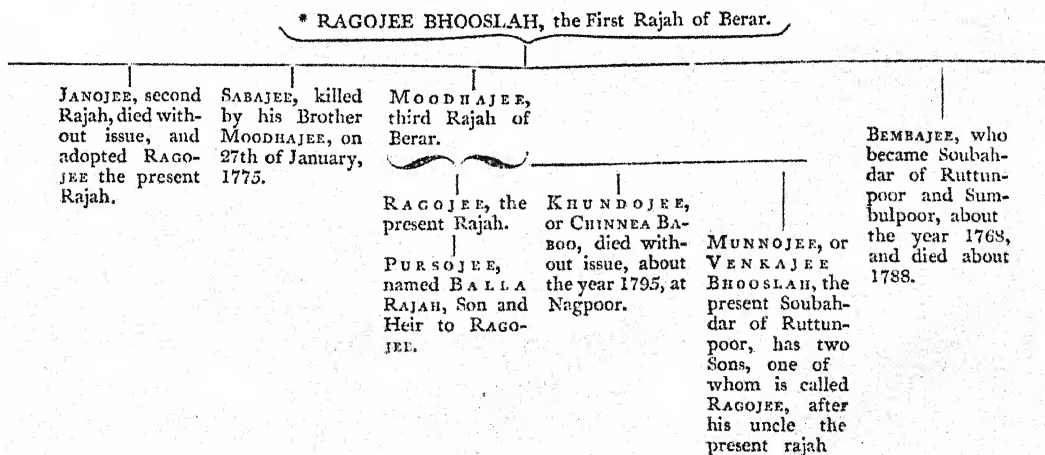 * RAGOJEE BHOOSLAH, the First Rajah of Berar.
JANOJEE, second
Rajah, died with-
out issue, and
adopted RAGO-
JEE the present
Rajah.
SABAJEE, killed
by his Brother
MOODHAJEE, on
27th of January,
1775.
MOODHAJEE,
third Rajah of
Berar.
RAGOJEE, the
present Rajah.
PURSOJEE,
named BALLA
RAJAH, Son and
Heir to RAGO-
JEE.
KHUNDOJEE,
or CHINNEA BA-
BOO, died with-
out issue, about
the year 1795, at
Nagpoor.
MUNNOJEE, or
VENKAJEE
BHOOSLAH, the
present Soubah-
dar of Ruttun-
poor, has two
Sons, one of
whom is called
RAGOJEE, after
his uncle the
present rajah
BEMBAJEE, who
became Soubah-
dar of Ruttun-
poor and Sum-
bulpoor, about
the year 1768,
and died about
1788.